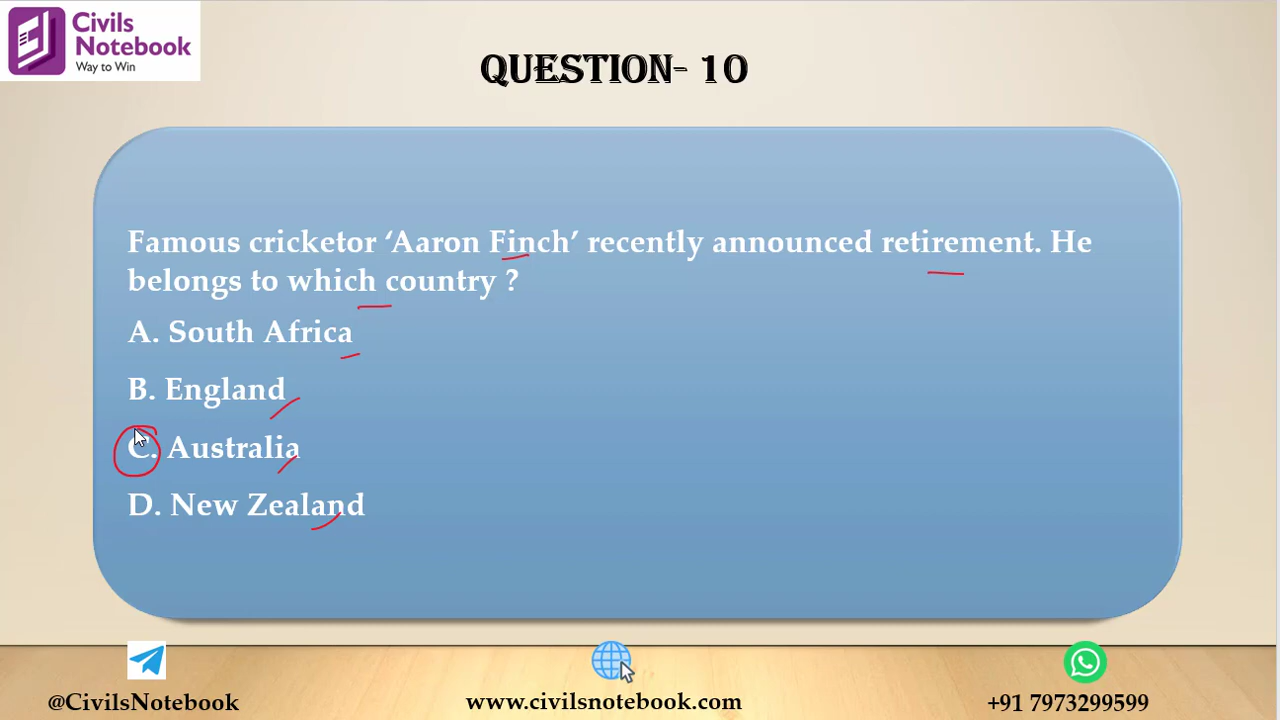 Civils
Notebook
Way to Win
QUESTION- 10
Famous cricketor ‘Aaron Finch’ recently announced retirement. He
belongs to which country ?
A. South Africa
B. England
C. Australia
D. New Zealand
@CivilsNotebook
www.civilsnotebook.com
+91 7973299599